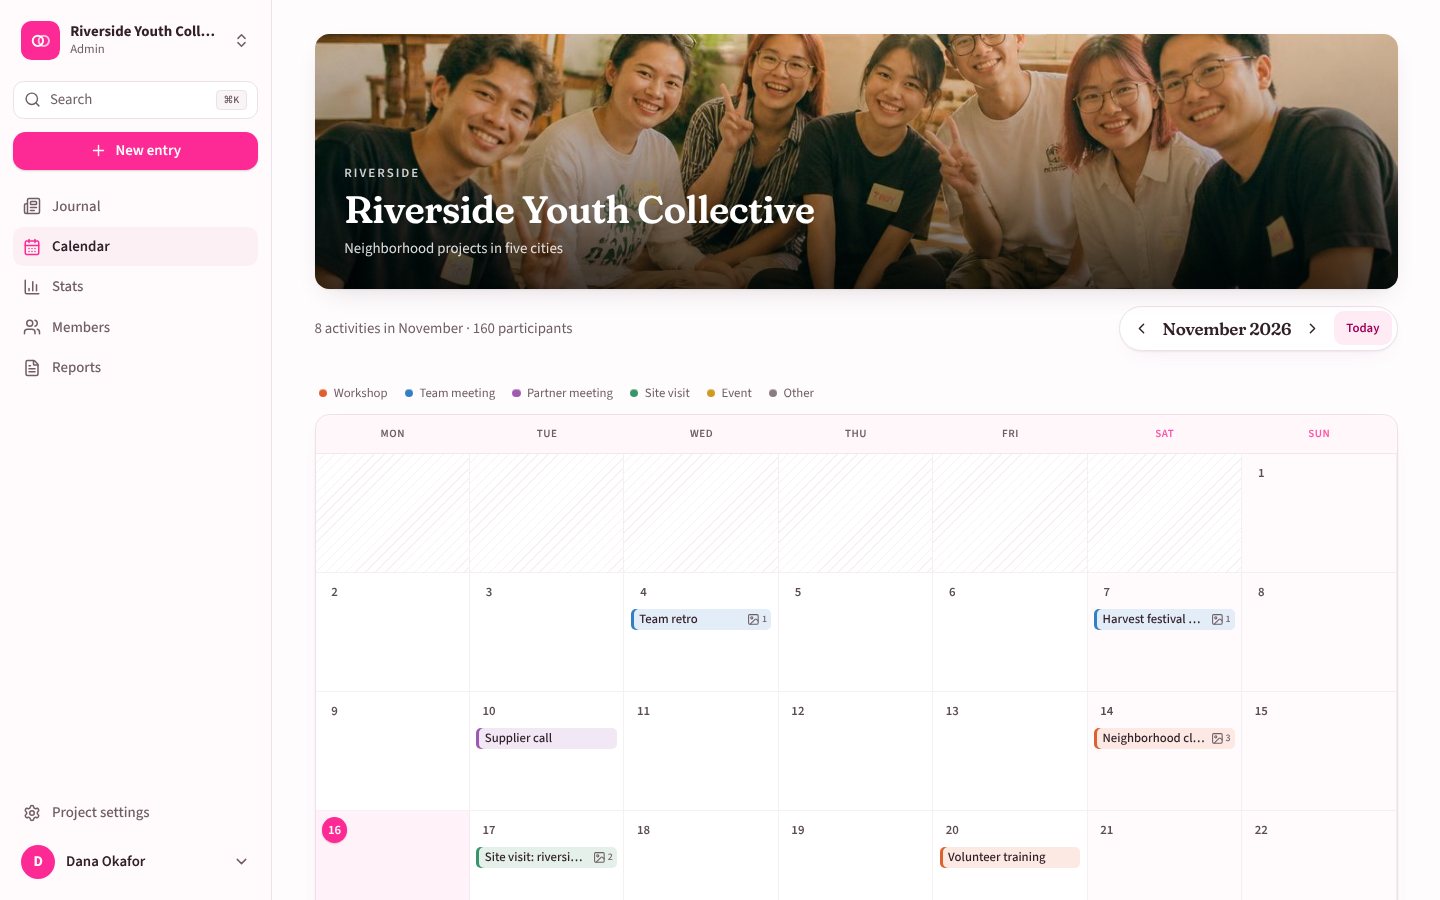 Riverside Youth Coll...
Admin
Search
⌘K
New entry
Journal
Calendar
Stats
Members
Reports
Project settings
D
Dana Okafor
RIVERSIDE
Riverside Youth Collective
Neighborhood projects in five cities
8 activities in November · 160 participants
November 2026
Today
Workshop
Team meeting
Partner meeting
Site visit
Event
Other
MON TUE WED THU FRI SAT SUN
1
2 3 4 5 6 7 8
Team retro 1
Harvest festival ... 1
9 10 11 12 13 14 15
Supplier call
Neighborhood cl... 3
16 17 18 19 20 21 22
Site visit: riversi... 2
Volunteer training